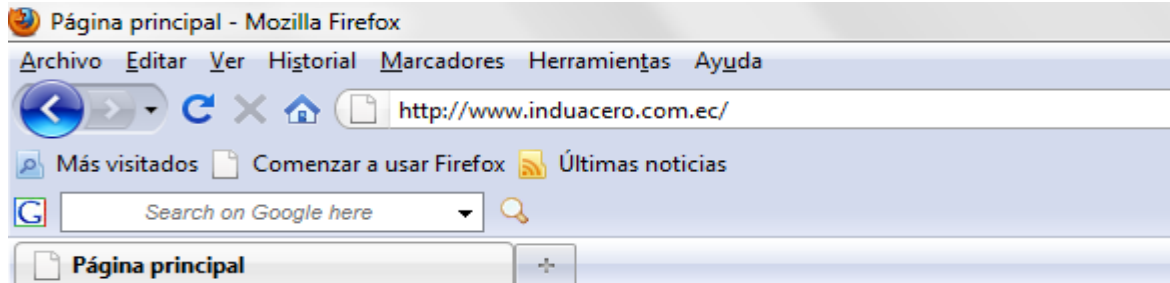 Página principal - Mozilla Firefox
Archivo Editar Ver Historial Marcadores Herramientas Ayuda
http://www.induacero.com.ec/
Más visitados Comenzar a usar Firefox Últimas noticias
G Search on Google here
Página principal